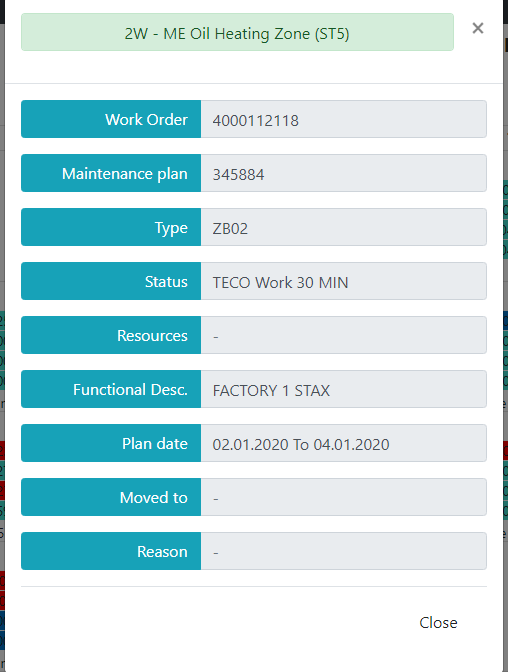 2W - ME Oil Heating Zone (ST5)
×
Work Order 4000112118
Maintenance plan 345884
Type ZB02
Status TECO Work 30 MIN
Resources -
Functional Desc. FACTORY 1 STAX
Plan date 02.01.2020 To 04.01.2020
Moved to -
Reason -
Close